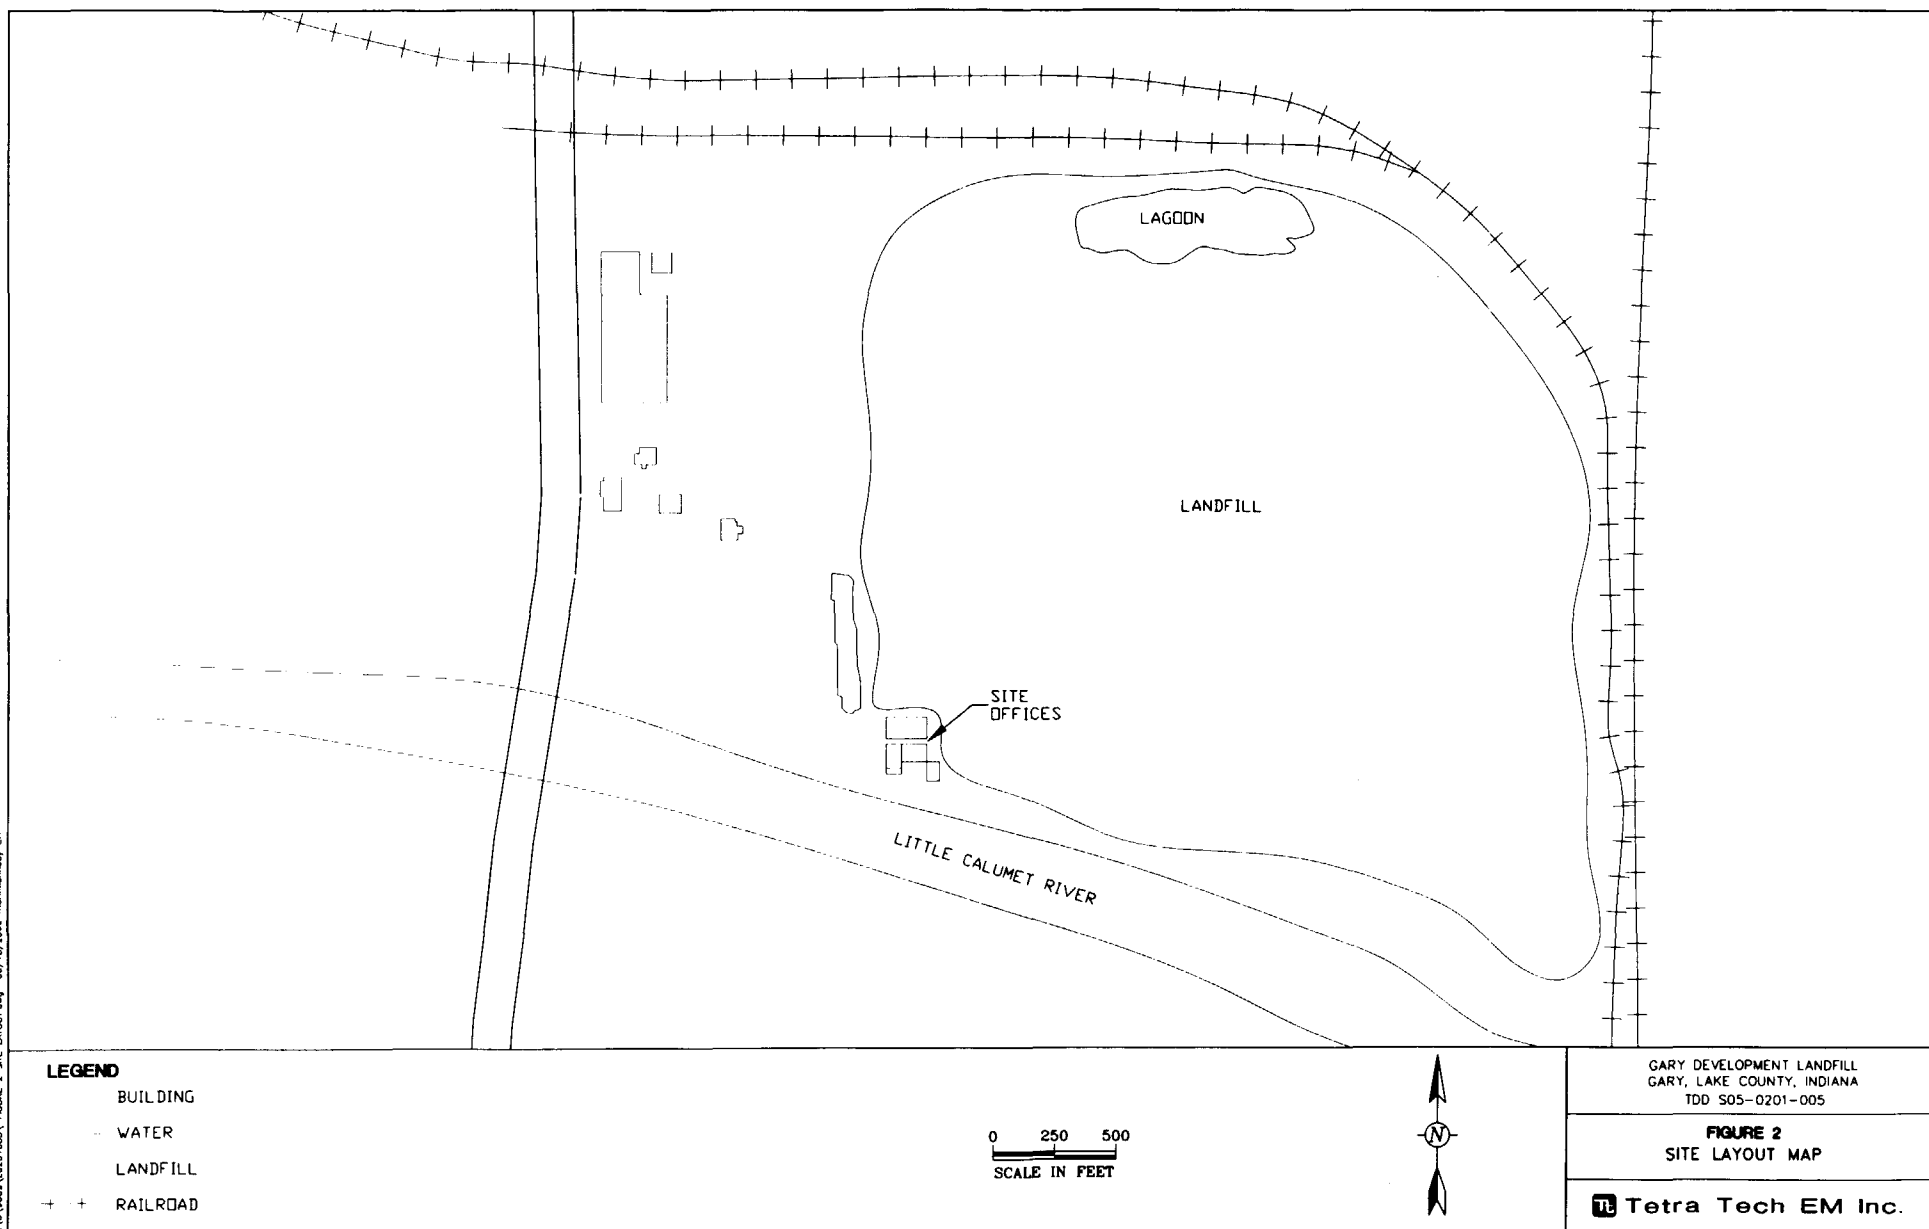 LAGOON
LANDFILL
SITE
OFFICES
LITTLE CALUMET RIVER
LEGEND
BUILDING
WATER
LANDFILL
RAILROAD
0 250 500
SCALE IN FEET
N
GARY DEVELOPMENT LANDFILL
GARY, LAKE COUNTY, INDIANA
TDD S05-0201-005
FIGURE 2
SITE LAYOUT MAP
Tetra Tech EM Inc.